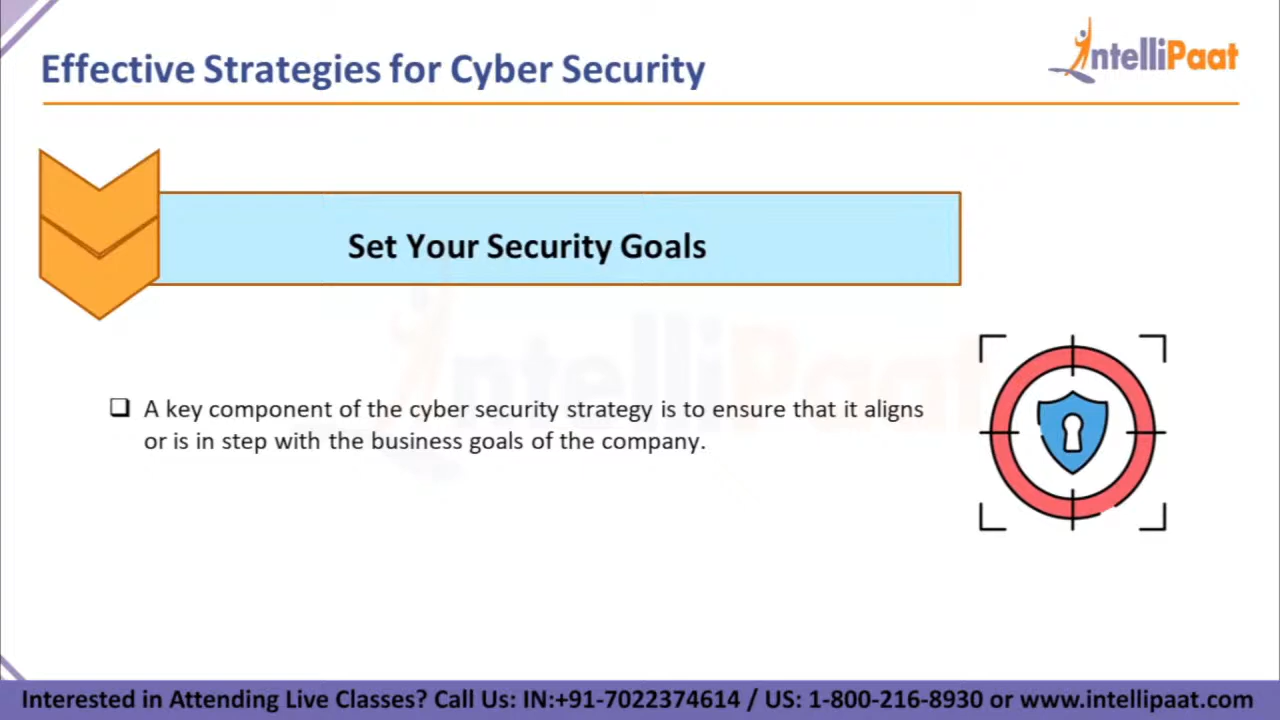 Effective Strategies for Cyber Security
IntelliPaat
Set Your Security Goals
IntelliPaat
A key component of the cyber security strategy is to ensure that it aligns
or is in step with the business goals of the company.
Interested in Attending Live Classes? Call Us: IN:+91-7022374614 / US: 1-800-216-8930 or www.intellipaat.com